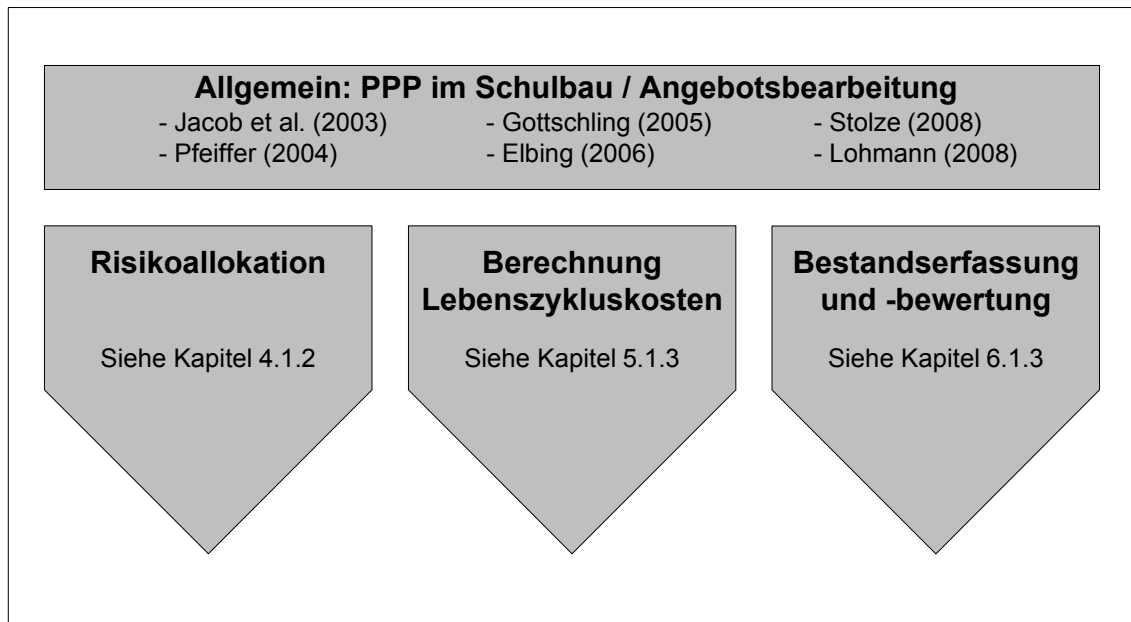 Allgemein: PPP im Schulbau / Angebotsbearbeitung
- Jacob et al. (2003) - Gottschling (2005) - Stolze (2008)
- Pfeiffer (2004) - Elbing (2006) - Lohmann (2008)
Risikoallokation
Siehe Kapitel 4.1.2
Berechnung
Lebenszykluskosten
Siehe Kapitel 5.1.3
Bestandserfassung
und -bewertung
Siehe Kapitel 6.1.3